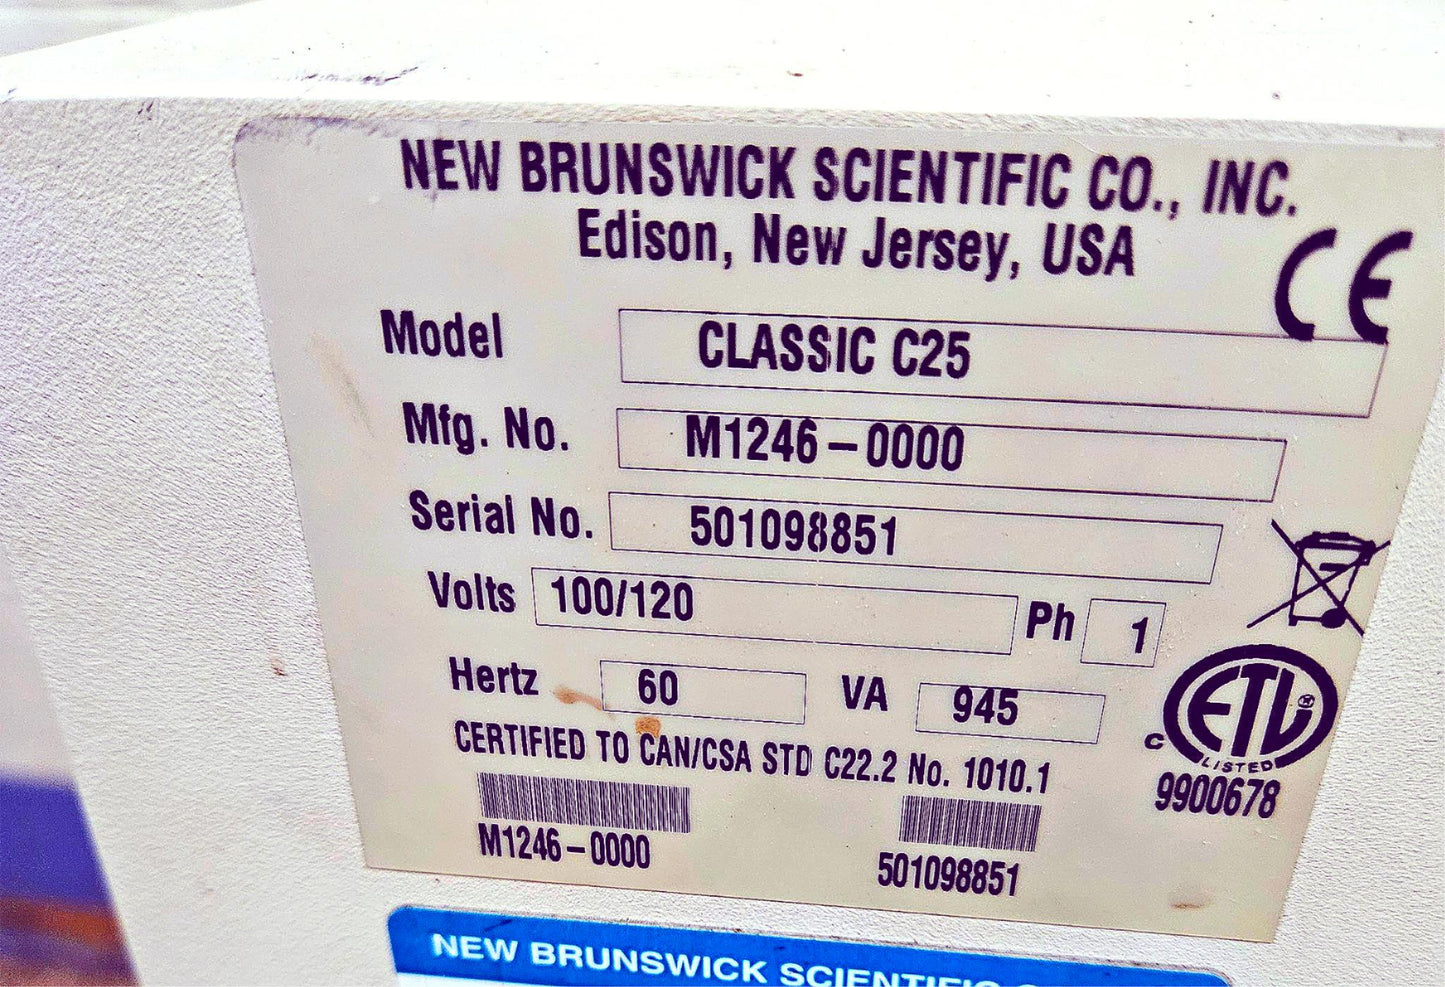 NEW BRUNSWICK SCIENTIFIC CO., INC.
Edison, New Jersey, USA
CE
Model CLASSIC C25
Mfg. No. M1246-0000
Serial No. 501098851
Volts 100/120 Ph 1
Hertz 60 VA 945
CERTIFIED TO CAN/CSA STD C22.2 No. 1010.1
C ETL LISTED
9900678
M1246-0000 501098851
NEW BRUNSWICK SCIENTIFIC